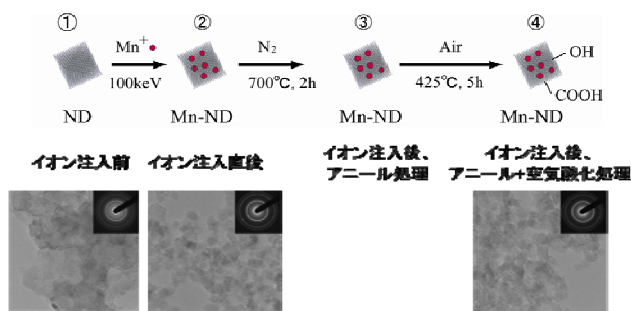 ① ② ③ ④
Mn⁺ N₂ Air
100keV 700℃, 2h 425℃, 5h
OH
COOH
ND Mn-ND Mn-ND Mn-ND
イオン注入前 イオン注入直後 イオン注入後、 イオン注入後、
アニール処理 アニール+空気酸化処理